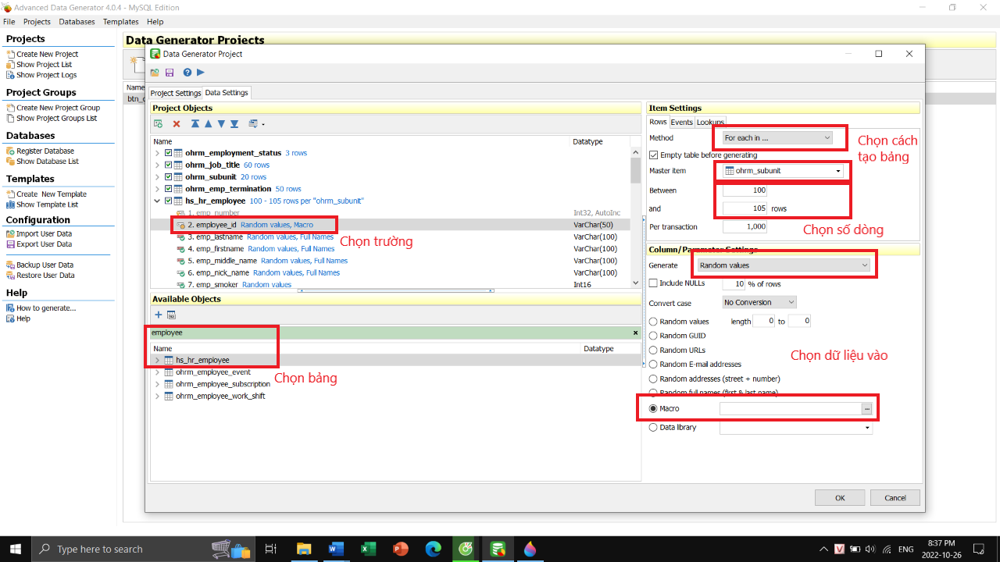 Advanced Data Generator 4.0.4 - MySQL Edition
File Projects Databases Templates Help
Projects
Create New Project
Show Project List
Show Project Logs
Project Groups
Create New Project Group
Show Project Groups List
Databases
Register Database
Show Database List
Templates
Create New Template
Show Template List
Configuration
Import User Data
Export User Data
Backup User Data
Restore User Data
Help
How to generate...
Help
Data Generator Projects
Name
Data Generator Project
Project Settings Data Settings
Project Objects
Name Datatype
ohrm_employment_status 3 rows
ohrm_job_title 60 rows
ohrm_subunit 20 rows
ohrm_emp_termination 50 rows
hs_hr_employee 100 - 105 rows per "ohrm_subunit"
1. emp_number Int32, AutoInc
2. employee_id Random values, Macro VarChar(50)
3. emp_lastname Random values, Full Names VarChar(100)
4. emp_firstname Random values, Full Names VarChar(100)
5. emp_middle_name Random values, Full Names VarChar(100)
6. emp_nick_name Random values, Full Names VarChar(100)
7. emp_smoker Random values Int16
Chọn trường
Available Objects
employee
Name Datatype
hs_hr_employee
ohrm_employee_event
ohrm_employee_subscription
ohrm_employee_work_shift
Chọn bảng
Item Settings
Rows Events Lookups
Method For each in ...
Chọn cách
tạo bảng
Empty table before generating
Master item ohrm_subunit
Between 100
and 105 rows
Per transaction 1,000
Chọn số dòng
Column/Parameter Settings
Generate Random values
Include NULLs 10 % of rows
Convert case No Conversion
Random values length 0 to 0
Random GUID
Random URLs
Chọn dữ liệu vào
Random E-mail addresses
Random addresses (street + number)
Random full names (first & last name)
Macro ...
Data library
OK Cancel
Type here to search
ENG
8:37 PM
2022-10-26